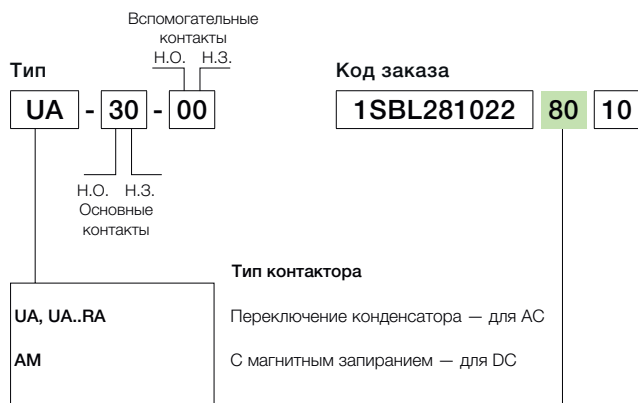 Вспомогательные
контакты
Н.О. Н.З.
Тип
Код заказа
UA - 30 - 00
1SBL281022 80 10
Н.О. Н.З.
Основные
контакты
Тип контактора
UA, UA..RA Переключение конденсатора — для AC
AM С магнитным запиранием — для DC